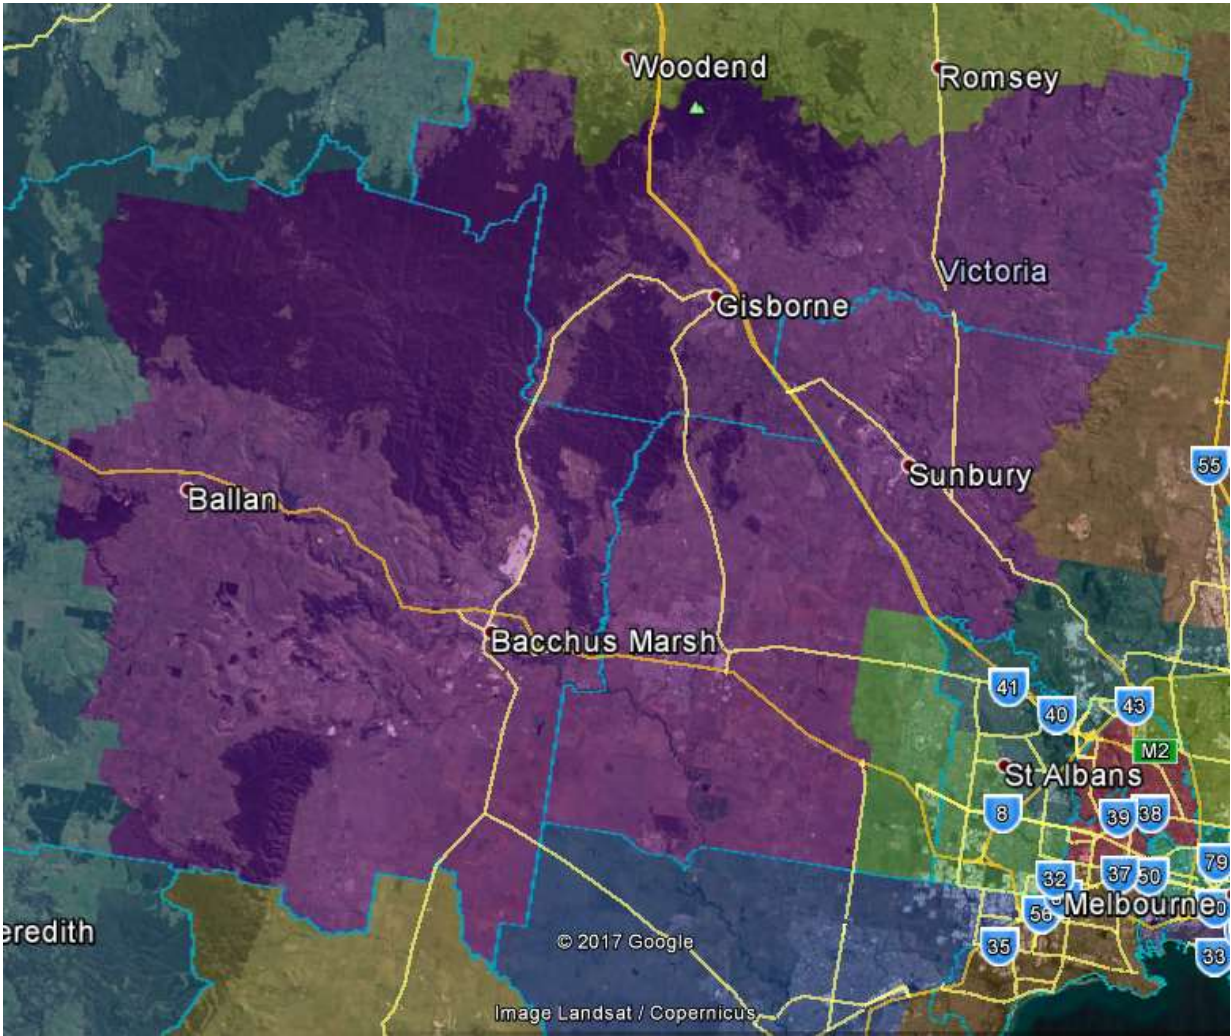 Woodend
Romsey
Victoria
Gisborne
Sunbury
55
Ballan
Bacchus Marsh
41
40
43
M2
St Albans
8
39
38
79
32
37
50
56
Melbourne
eredith
35
33
© 2017 Google
Image Landsat / Copernicus